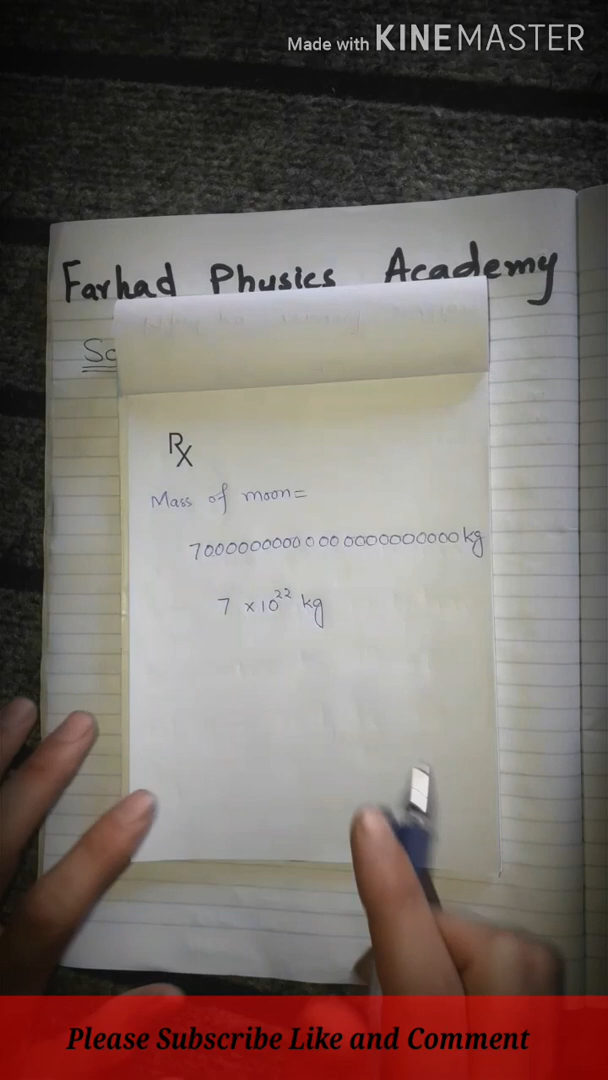 Made with KINEMASTER
Farhad Physics Academy
Sc
Rx
Mass of moon=
70000000000000000000000 kg
7 ×10²² kg
Please Subscribe Like and Comment